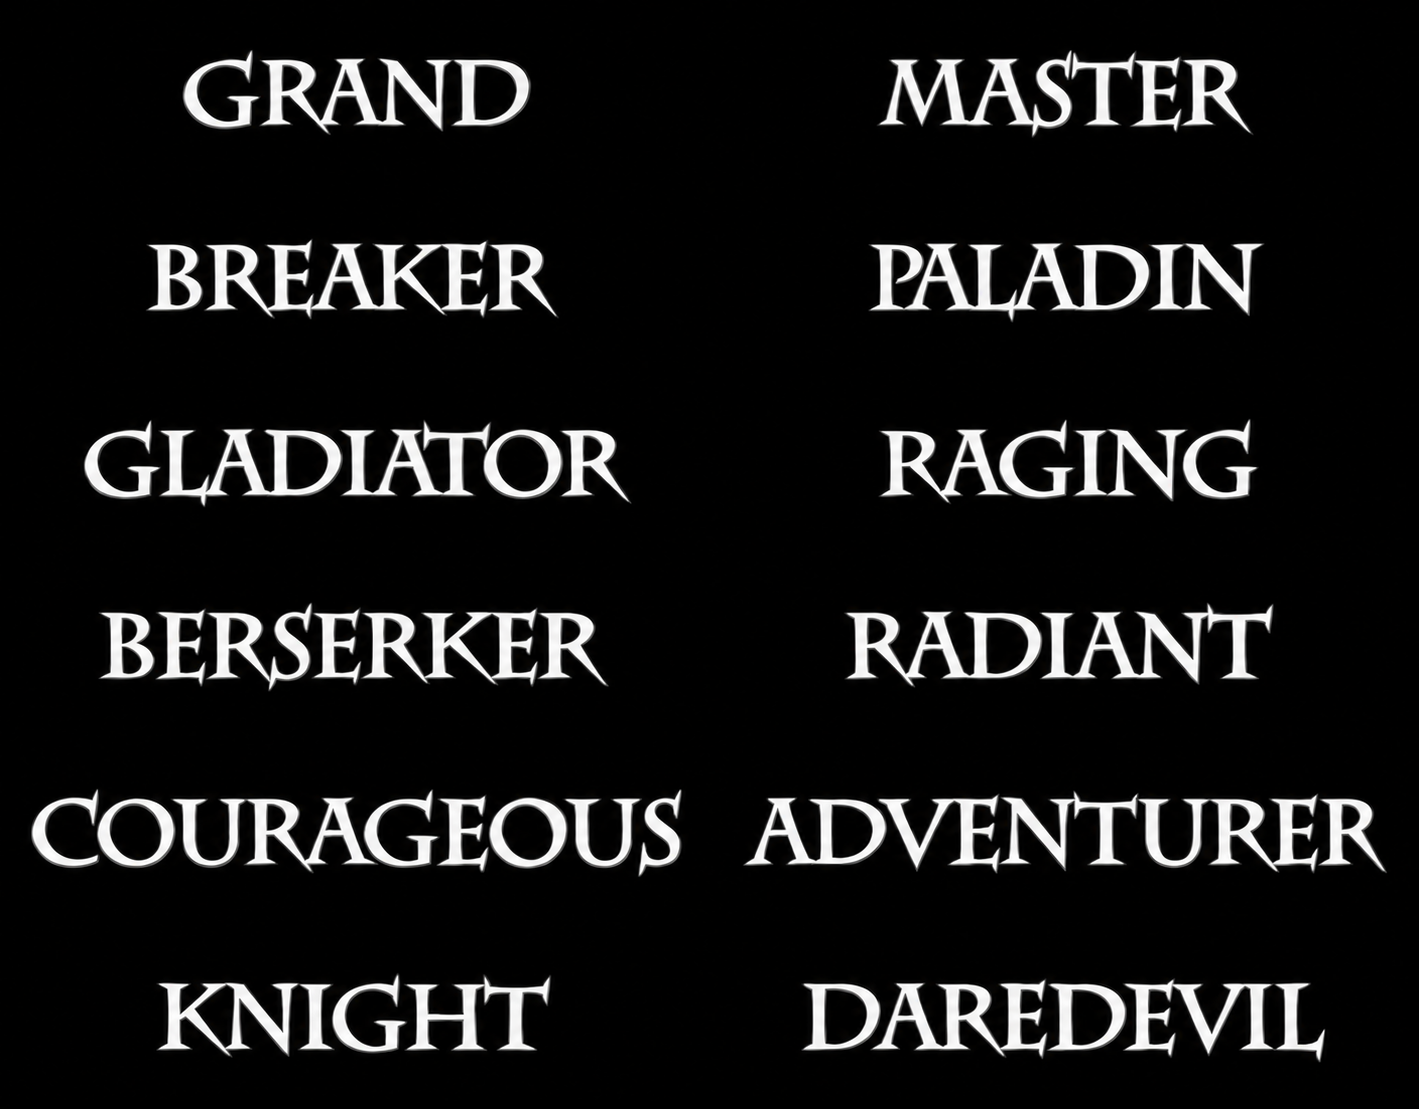 GRAND MASTER
BREAKER PALADIN
GLADIATOR RAGING
BERSERKER RADIANT
COURAGEOUS ADVENTURER
KNIGHT DAREDEVIL